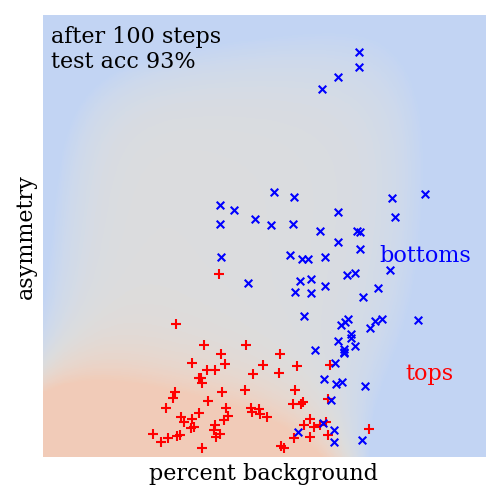 after 100 steps
test acc 93%
asymmetry
bottoms
tops
percent background